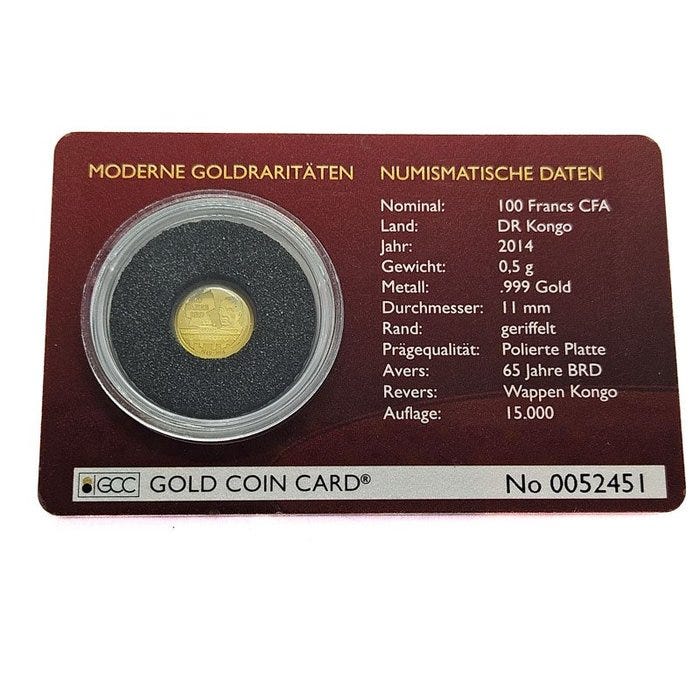 MODERNE GOLDRARITÄTEN
NUMISMATISCHE DATEN
Nominal: 100 Francs CFA
Land: DR Kongo
Jahr: 2014
Gewicht: 0,5 g
Metall: .999 Gold
Durchmesser: 11 mm
Rand: geriffelt
Prägequalität: Polierte Platte
Avers: 65 Jahre BRD
Revers: Wappen Kongo
Auflage: 15.000
GCC GOLD COIN CARD® No 0052451